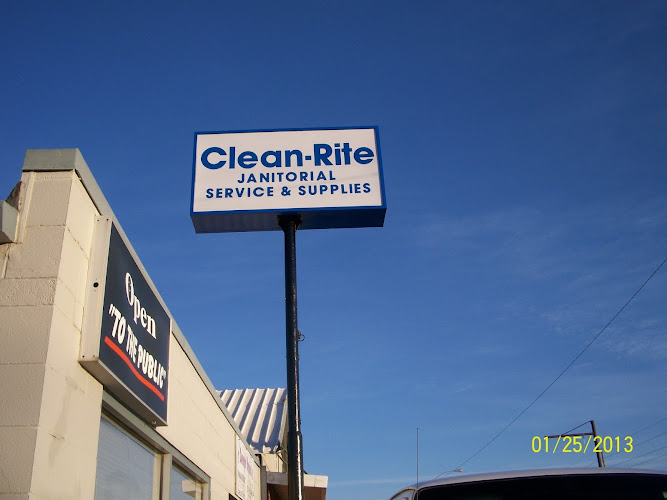 Clean-Rite
JANITORIAL
SERVICE & SUPPLIES
Open
"TO THE PUBLIC"
01/25/2013